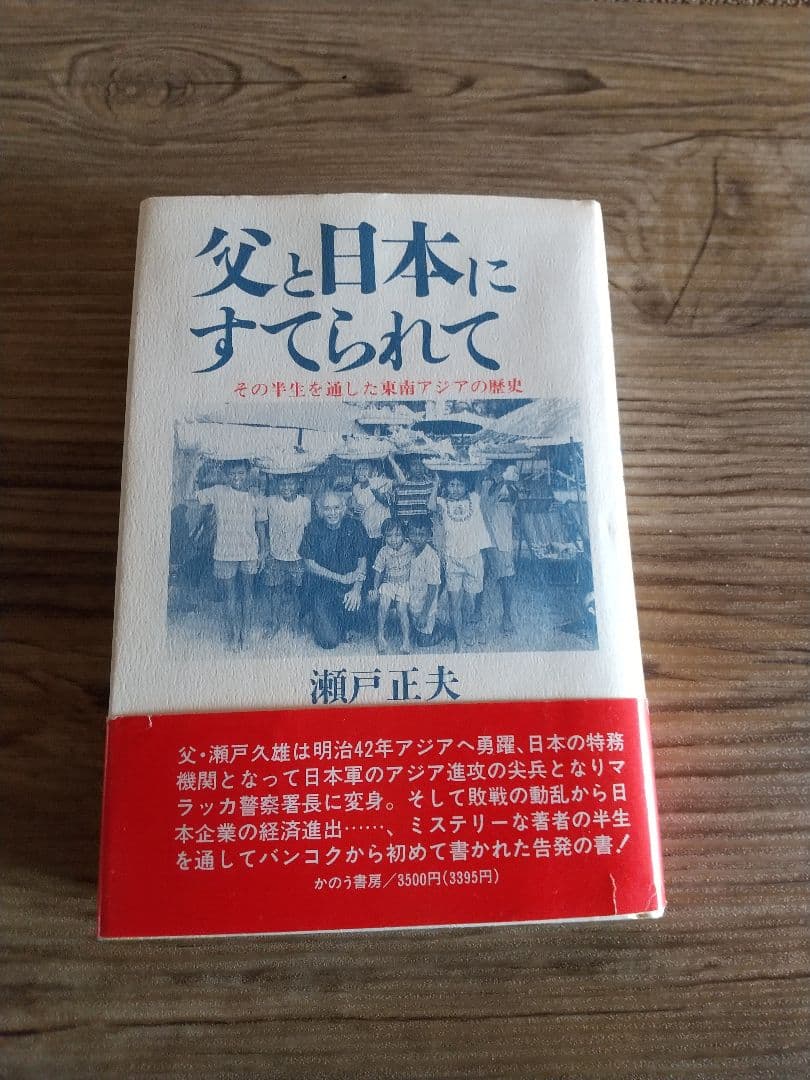 父と日本に
すてられて
その半生を通した東南アジアの歴史
瀬戸正夫
父・瀬戸久雄は明治42年アジアへ勇躍、日本の特務
機関となって日本軍のアジア進攻の尖兵となりマ
ラッカ警察署長に変身。そして敗戦の動乱から日
本企業の経済進出……、ミステリーな著者の半生
を通してバンコクから初めて書かれた告発の書！
かのう書房／3500円（3395円）